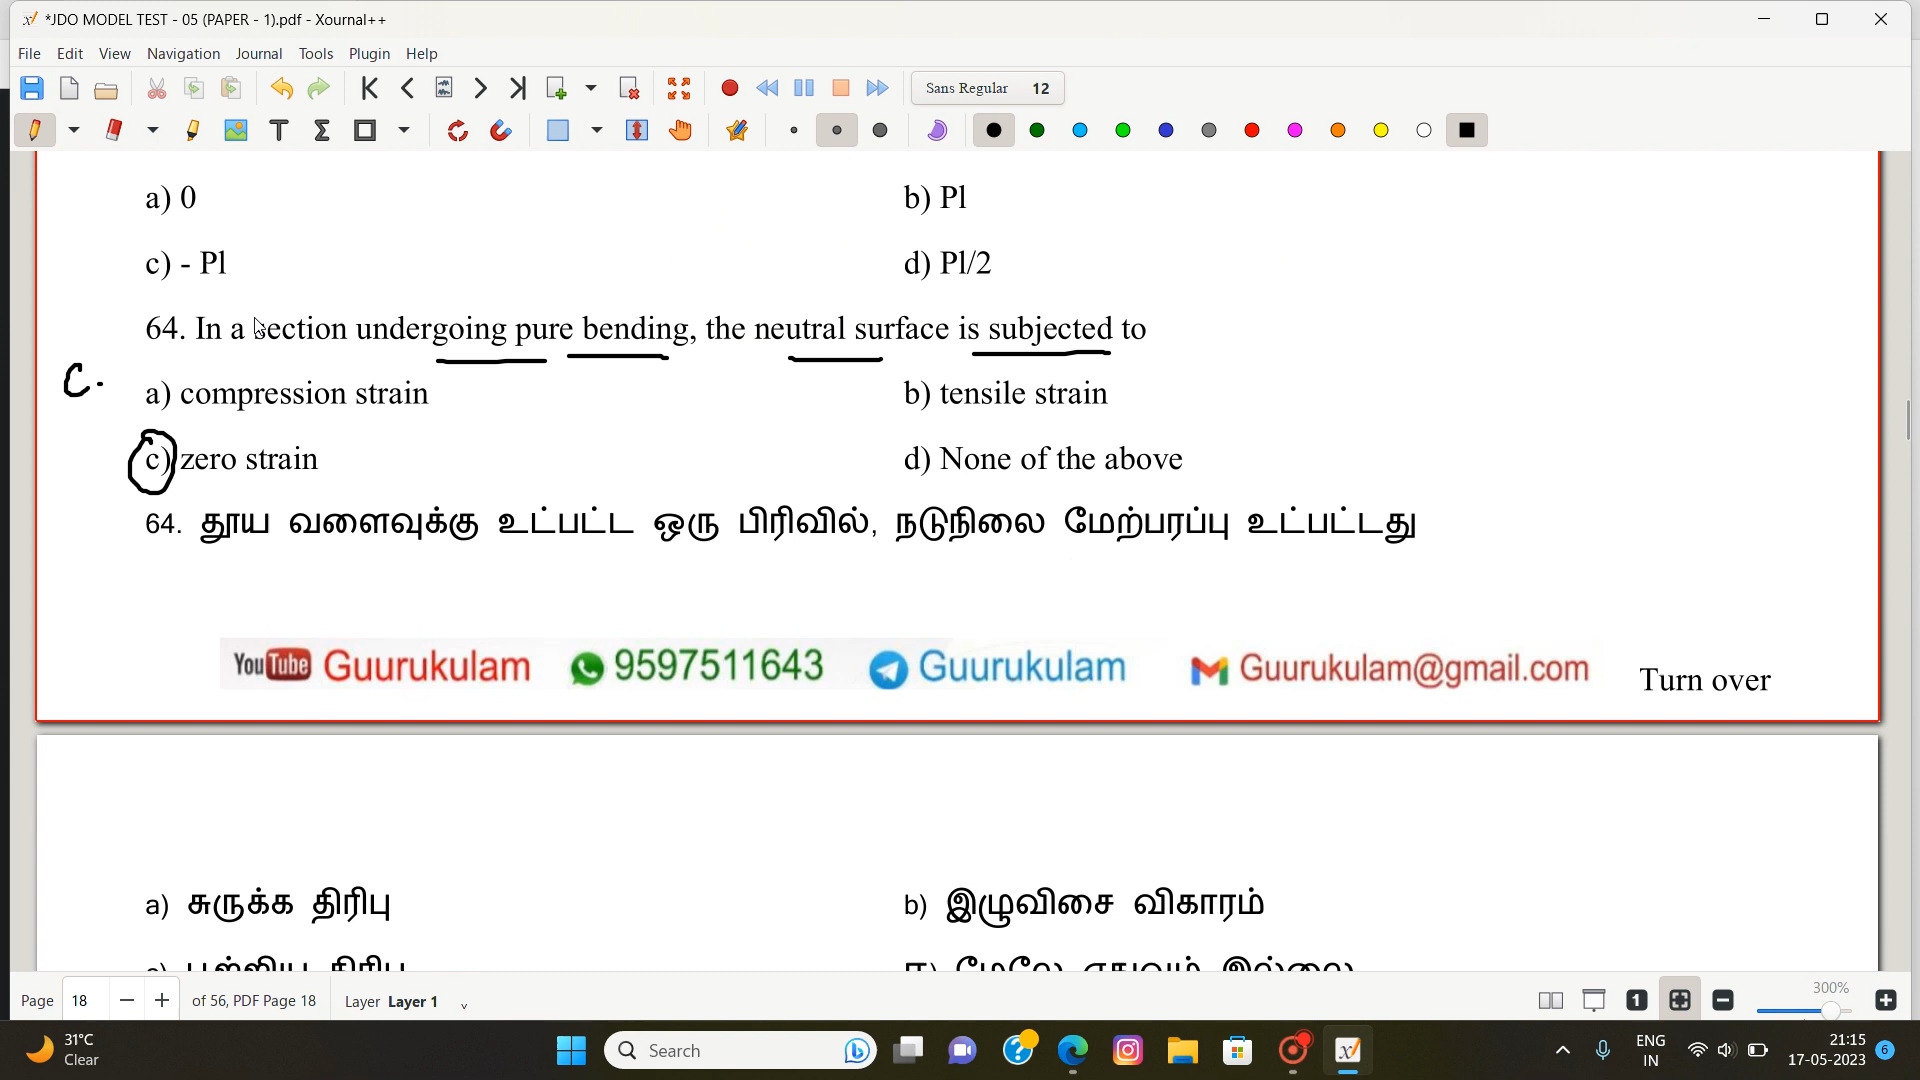 *JDO MODEL TEST - 05 (PAPER - 1).pdf - Xournal++
File Edit View Navigation Journal Tools Plugin Help
Sans Regular 12
a) 0 b) Pl
c) - Pl d) Pl/2
64. In a section undergoing pure bending, the neutral surface is subjected to
C.
a) compression strain b) tensile strain
c) zero strain d) None of the above
64. தூய வளைவுக்கு உட்பட்ட ஒரு பிரிவில், நடுநிலை மேற்பரப்பு உட்பட்டது
YouTube Guurukulam 9597511643 Guurukulam Guurukulam@gmail.com
Turn over
a) சுருக்க திரிபு b) இழுவிசை விகாரம்
Page 18 of 56, PDF Page 18 Layer Layer 1 300%
31°C
Clear
Search
ENG
IN
21:15
17-05-2023
6